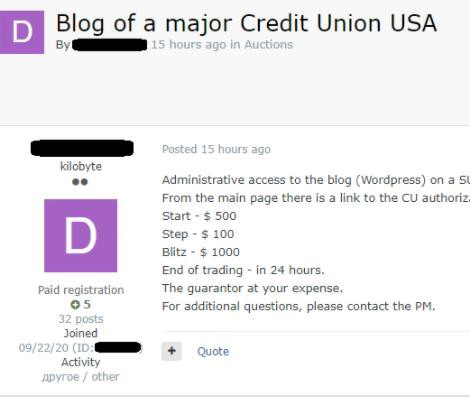 D
Blog of a major Credit Union USA
By 15 hours ago in Auctions
kilobyte
D
Paid registration
5
32 posts
Joined
09/22/20 (ID:)
Activity
другое / other
Posted 15 hours ago
Administrative access to the blog (Wordpress) on a
From the main page there is a link to the CU
Start - $ 500
Step - $ 100
Blitz - $ 1000
End of trading - in 24 hours.
The guarantor at your expense.
For additional questions, please contact the PM.
+ Quote